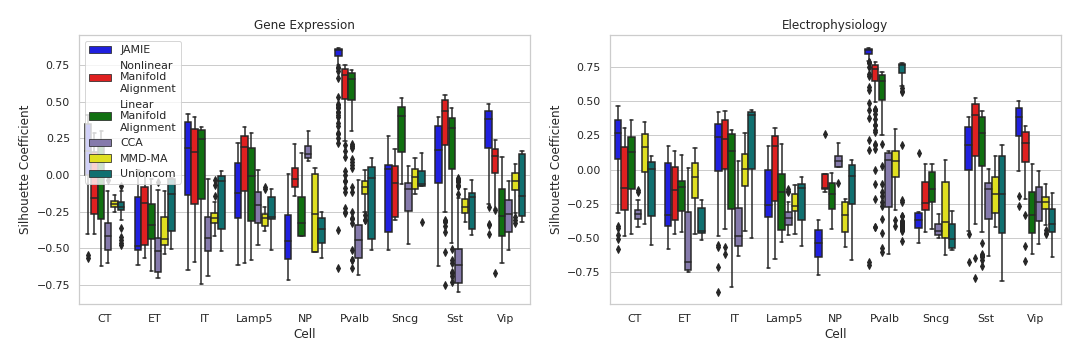 Gene Expression
Silhouette Coefficient
0.75
0.50
0.25
0.00
−0.25
−0.50
−0.75
JAMIE
Nonlinear
Manifold
Alignment
Linear
Manifold
Alignment
CCA
MMD-MA
Unioncom
CT ET IT Lamp5 NP Pvalb Sncg Sst Vip
Cell
Electrophysiology
Silhouette Coefficient
0.75
0.50
0.25
0.00
−0.25
−0.50
−0.75
CT ET IT Lamp5 NP Pvalb Sncg Sst Vip
Cell